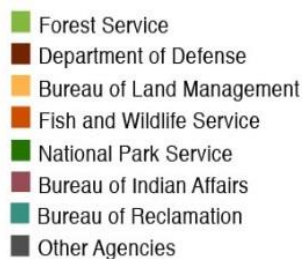 Forest Service
Department of Defense
Bureau of Land Management
Fish and Wildlife Service
National Park Service
Bureau of Indian Affairs
Bureau of Reclamation
Other Agencies